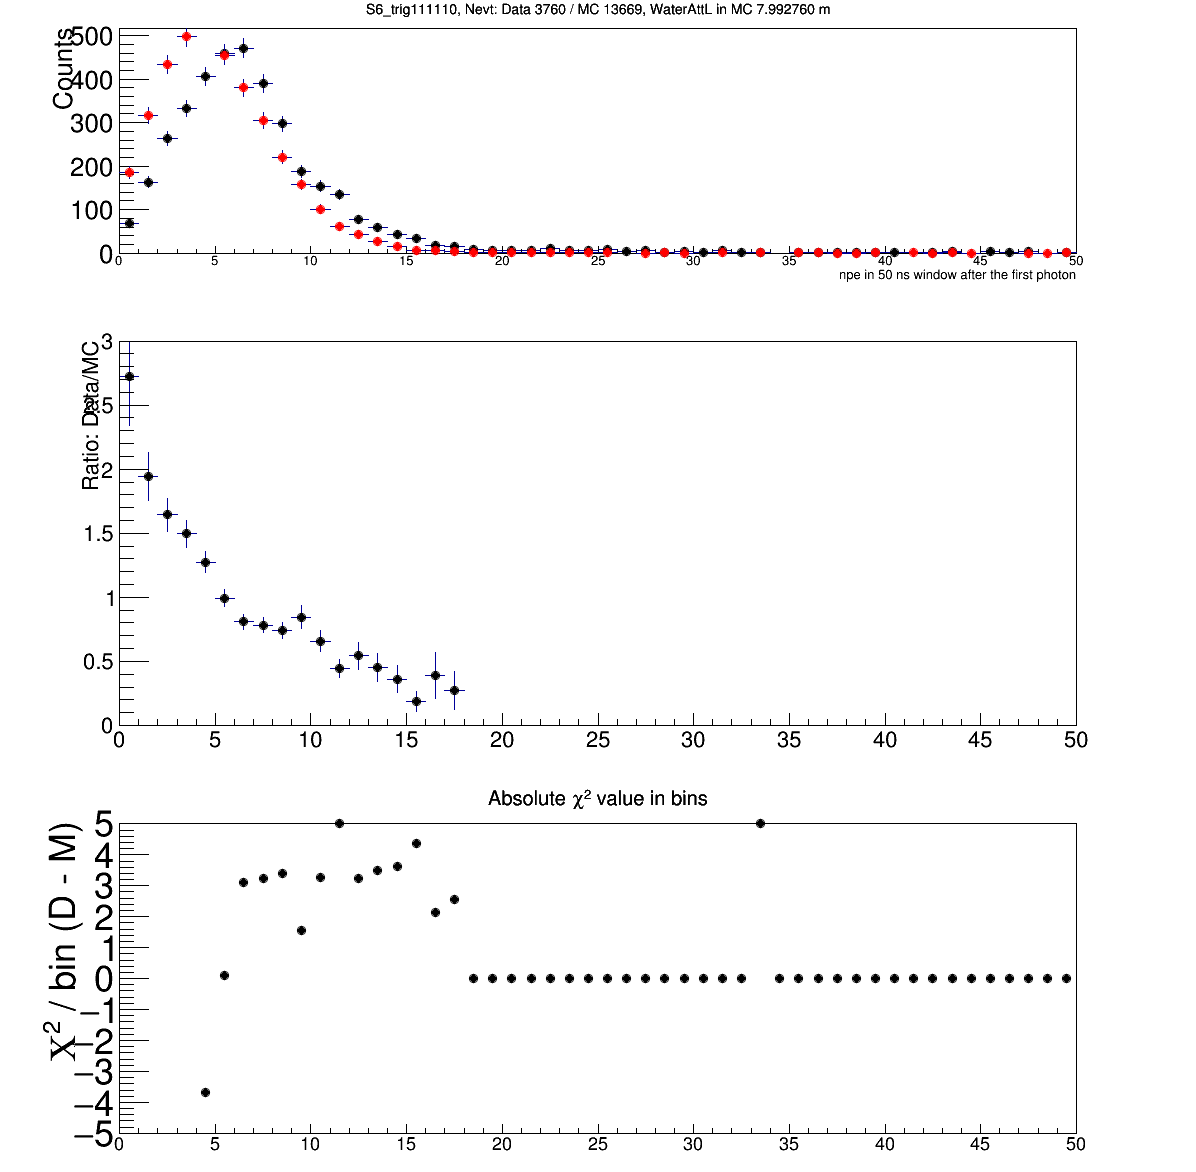 S6_trig111110, Nevt: Data 3760 / MC 13669, WaterAttL in MC 7.992760 m
Counts
500
400
300
200
100
0
0 5 10 15 20 25 30 35 40 45 50
npe in 50 ns window after the first photon
Ratio: Data/MC
3
2.5
2
1.5
1
0.5
0
0 5 10 15 20 25 30 35 40 45 50
Absolute χ² value in bins
X² / bin (D - M)
5
4
3
2
1
0
−1
−2
−3
−4
−5
0 5 10 15 20 25 30 35 40 45 50